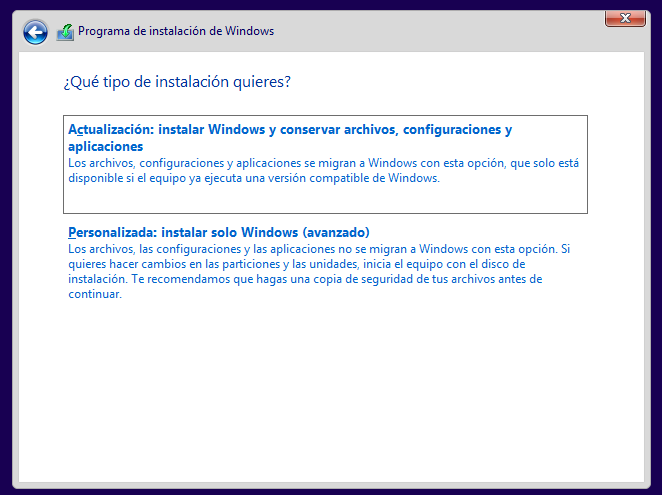 Programa de instalación de Windows
¿Qué tipo de instalación quieres?
Actualización: instalar Windows y conservar archivos, configuraciones y
aplicaciones
Los archivos, configuraciones y aplicaciones se migran a Windows con esta opción, que solo está
disponible si el equipo ya ejecuta una versión compatible de Windows.
Personalizada: instalar solo Windows (avanzado)
Los archivos, las configuraciones y las aplicaciones no se migran a Windows con esta opción. Si
quieres hacer cambios en las particiones y las unidades, inicia el equipo con el disco de
instalación. Te recomendamos que hagas una copia de seguridad de tus archivos antes de
continuar.